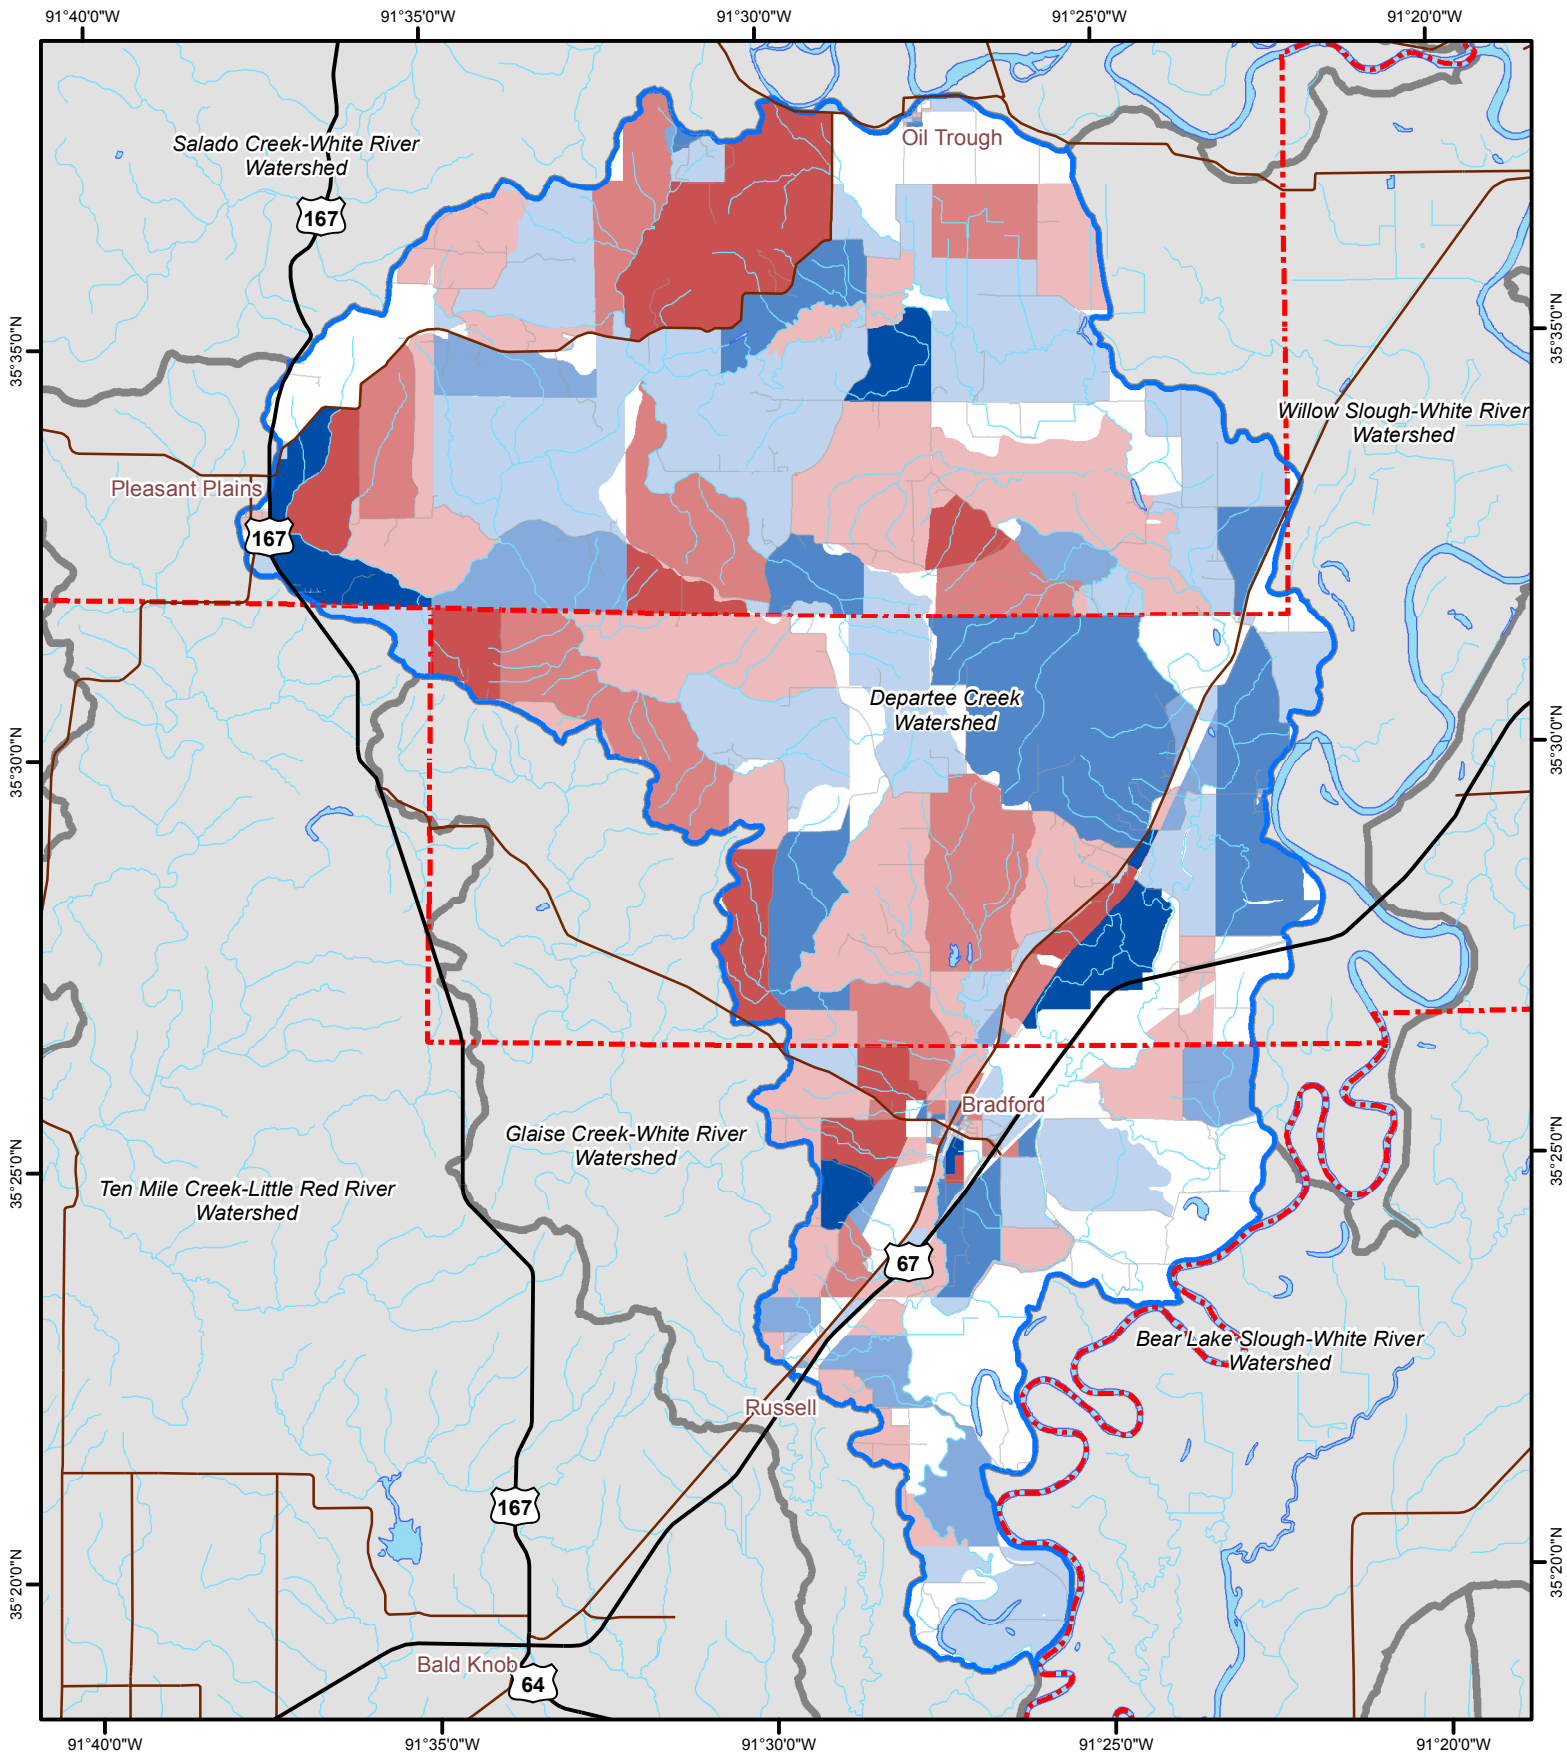 91°40'0"W
91°35'0"W
91°30'0"W
91°25'0"W
91°20'0"W
Salado Creek-White River
Watershed
Oil Trough
167
35°35'0"N
35°35'0"N
Willow Slough-White River
Watershed
Pleasant Plains
167
Departee Creek
Watershed
35°30'0"N
35°30'0"N
Bradford
Glaise Creek-White River
Watershed
35°25'0"N
35°25'0"N
Ten Mile Creek-Little Red River
Watershed
67
Bear Lake Slough-White River
Watershed
Russell
167
35°20'0"N
35°20'0"N
Bald Knob
64
91°40'0"W
91°35'0"W
91°30'0"W
91°25'0"W
91°20'0"W